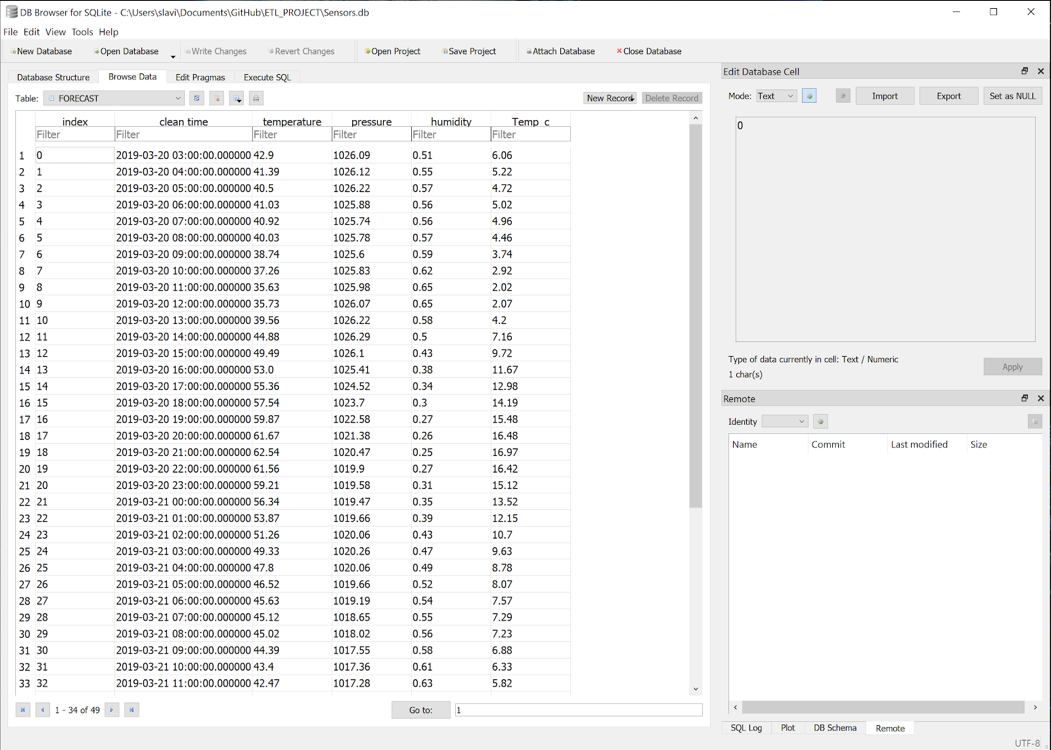 DB Browser for SQLite - C:\Users\slavi\Documents\GitHub\ETL_PROJECT\Sensors.db
File Edit View Tools Help
New Database Open Database Write Changes Revert Changes Open Project Save Project Attach Database Close Database
Database Structure Browse Data Edit Pragmas Execute SQL
Table: FORECAST New Record Delete Record
index clean time temperature pressure humidity Temp_c
Filter Filter Filter Filter Filter Filter
1 0 2019-03-20 03:00:00.000000 42.9 1026.09 0.51 6.06
2 1 2019-03-20 04:00:00.000000 41.39 1026.12 0.55 5.22
3 2 2019-03-20 05:00:00.000000 40.5 1026.22 0.57 4.72
4 3 2019-03-20 06:00:00.000000 41.03 1025.88 0.56 5.02
5 4 2019-03-20 07:00:00.000000 40.92 1025.74 0.56 4.96
6 5 2019-03-20 08:00:00.000000 40.03 1025.78 0.57 4.46
7 6 2019-03-20 09:00:00.000000 38.74 1025.6 0.59 3.74
8 7 2019-03-20 10:00:00.000000 37.26 1025.83 0.62 2.92
9 8 2019-03-20 11:00:00.000000 35.63 1025.98 0.65 2.02
10 9 2019-03-20 12:00:00.000000 35.73 1026.07 0.65 2.07
11 10 2019-03-20 13:00:00.000000 39.56 1026.22 0.58 4.2
12 11 2019-03-20 14:00:00.000000 44.88 1026.29 0.5 7.16
13 12 2019-03-20 15:00:00.000000 49.49 1026.1 0.43 9.72
14 13 2019-03-20 16:00:00.000000 53.0 1025.41 0.38 11.67
15 14 2019-03-20 17:00:00.000000 55.36 1024.52 0.34 12.98
16 15 2019-03-20 18:00:00.000000 57.54 1023.7 0.3 14.19
17 16 2019-03-20 19:00:00.000000 59.87 1022.58 0.27 15.48
18 17 2019-03-20 20:00:00.000000 61.67 1021.38 0.26 16.48
19 18 2019-03-20 21:00:00.000000 62.54 1020.47 0.25 16.97
20 19 2019-03-20 22:00:00.000000 61.56 1019.9 0.27 16.42
21 20 2019-03-20 23:00:00.000000 59.21 1019.58 0.31 15.12
22 21 2019-03-21 00:00:00.000000 56.34 1019.47 0.35 13.52
23 22 2019-03-21 01:00:00.000000 53.87 1019.66 0.39 12.15
24 23 2019-03-21 02:00:00.000000 51.26 1020.06 0.43 10.7
25 24 2019-03-21 03:00:00.000000 49.33 1020.26 0.47 9.63
26 25 2019-03-21 04:00:00.000000 47.8 1020.06 0.49 8.78
27 26 2019-03-21 05:00:00.000000 46.52 1019.66 0.52 8.07
28 27 2019-03-21 06:00:00.000000 45.63 1019.19 0.54 7.57
29 28 2019-03-21 07:00:00.000000 45.12 1018.65 0.55 7.29
30 29 2019-03-21 08:00:00.000000 45.02 1018.02 0.56 7.23
31 30 2019-03-21 09:00:00.000000 44.39 1017.55 0.58 6.88
32 31 2019-03-21 10:00:00.000000 43.4 1017.36 0.61 6.33
33 32 2019-03-21 11:00:00.000000 42.47 1017.28 0.63 5.82
1 - 34 of 49 Go to: 1
Edit Database Cell
Mode: Text Import Export Set as NULL
0
Type of data currently in cell: Text / Numeric
1 char(s)
Apply
Remote
Identity
Name Commit Last modified Size
SQL Log Plot DB Schema Remote
UTF-8